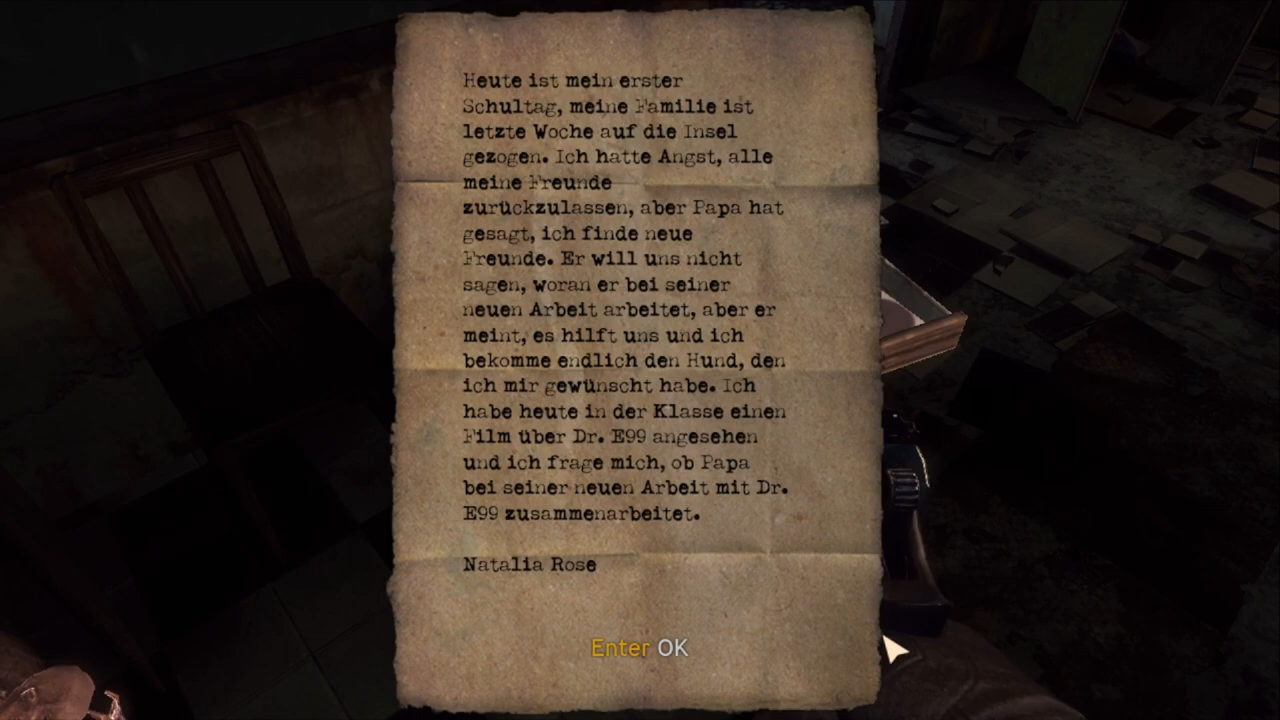 Heute ist mein erster
Schultag, meine Familie ist
letzte Woche auf die Insel
gezogen. Ich hatte Angst, alle
meine Freunde
zurückzulassen, aber Papa hat
gesagt, ich finde neue
Freunde. Er will uns nicht
sagen, woran er bei seiner
neuen Arbeit arbeitet, aber er
meint, es hilft uns und ich
bekomme endlich den Hund, den
ich mir gewünscht habe. Ich
habe heute in der Klasse einen
Film über Dr. E99 angesehen
und ich frage mich, ob Papa
bei seiner neuen Arbeit mit Dr.
E99 zusammenarbeitet.
Natalia Rose
Enter OK